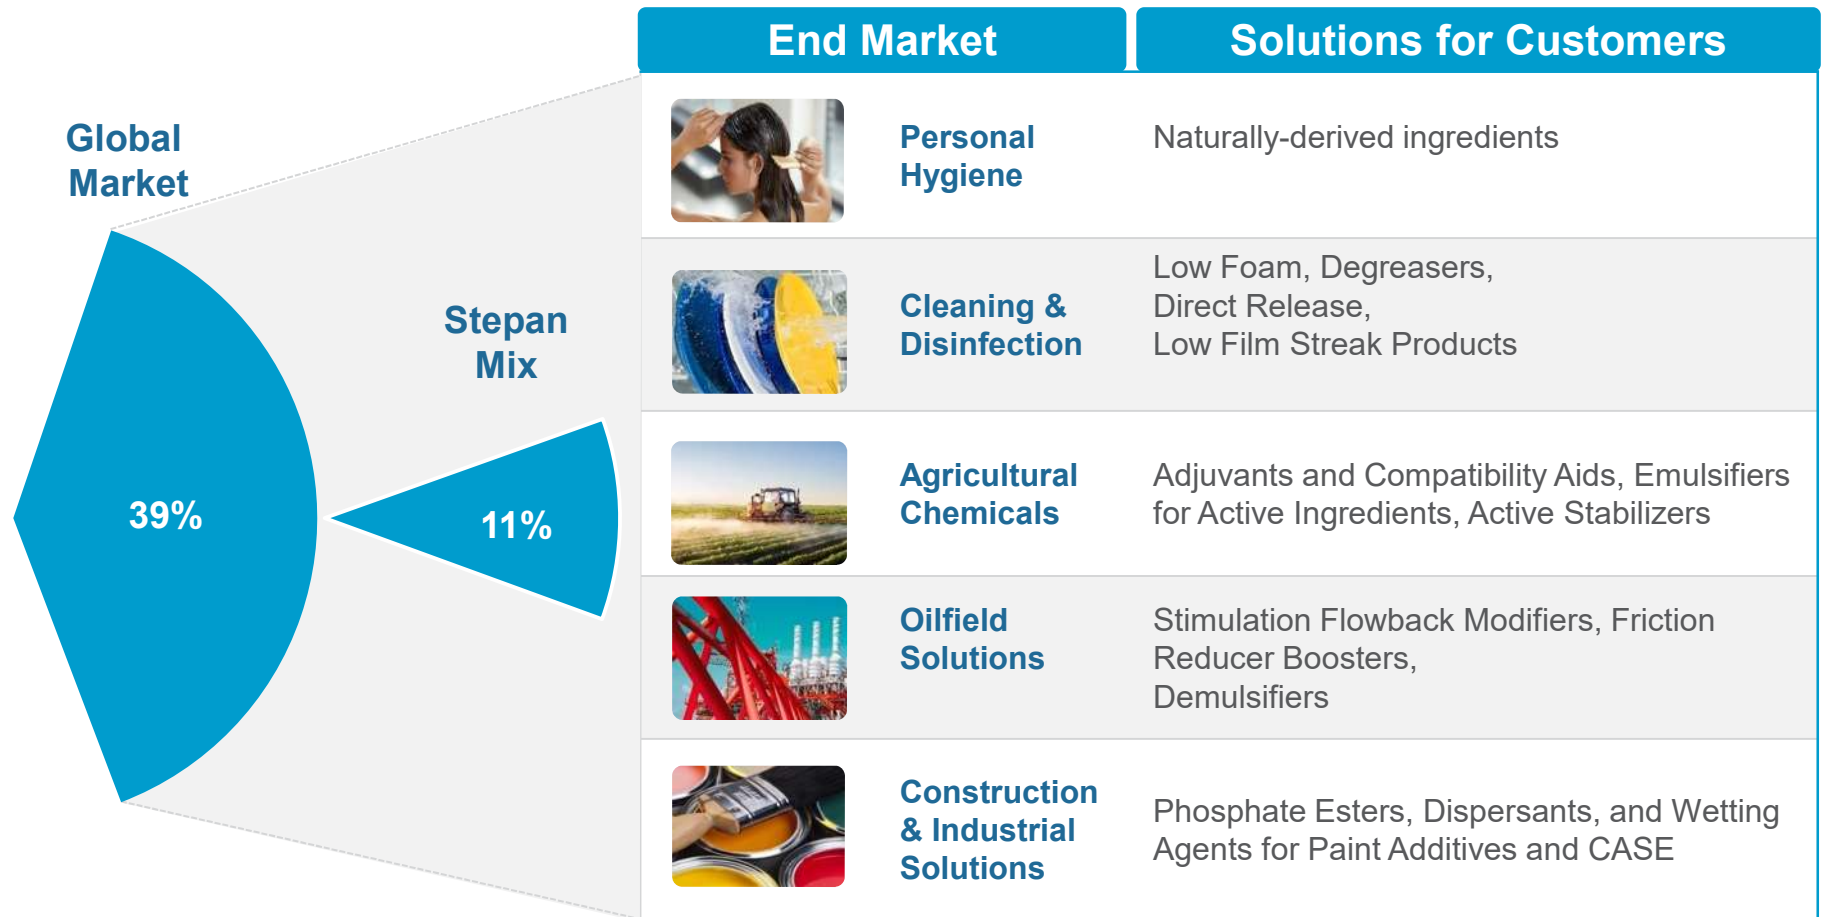 End Market
Solutions for Customers
Global
Market
39%
Stepan
Mix
11%
Personal
Hygiene
Naturally-derived ingredients
Cleaning &
Disinfection
Low Foam, Degreasers,
Direct Release,
Low Film Streak Products
Agricultural
Chemicals
Adjuvants and Compatibility Aids, Emulsifiers
for Active Ingredients, Active Stabilizers
Oilfield
Solutions
Stimulation Flowback Modifiers, Friction
Reducer Boosters,
Demulsifiers
Construction
& Industrial
Solutions
Phosphate Esters, Dispersants, and Wetting
Agents for Paint Additives and CASE